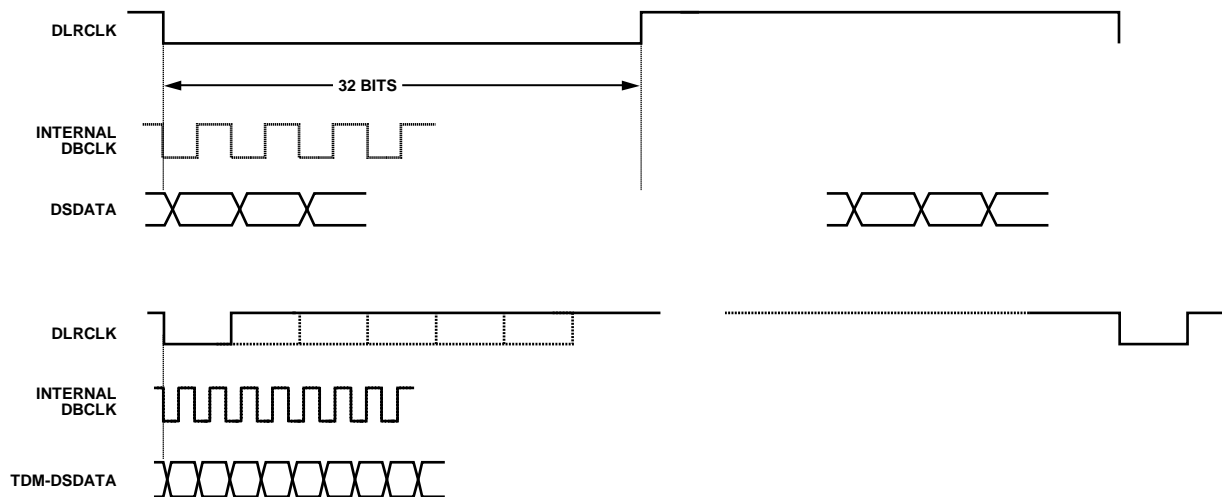 DLRCLK
32 BITS
INTERNAL
DBCLK
DSDATA
DLRCLK
INTERNAL
DBCLK
TDM-DSDATA